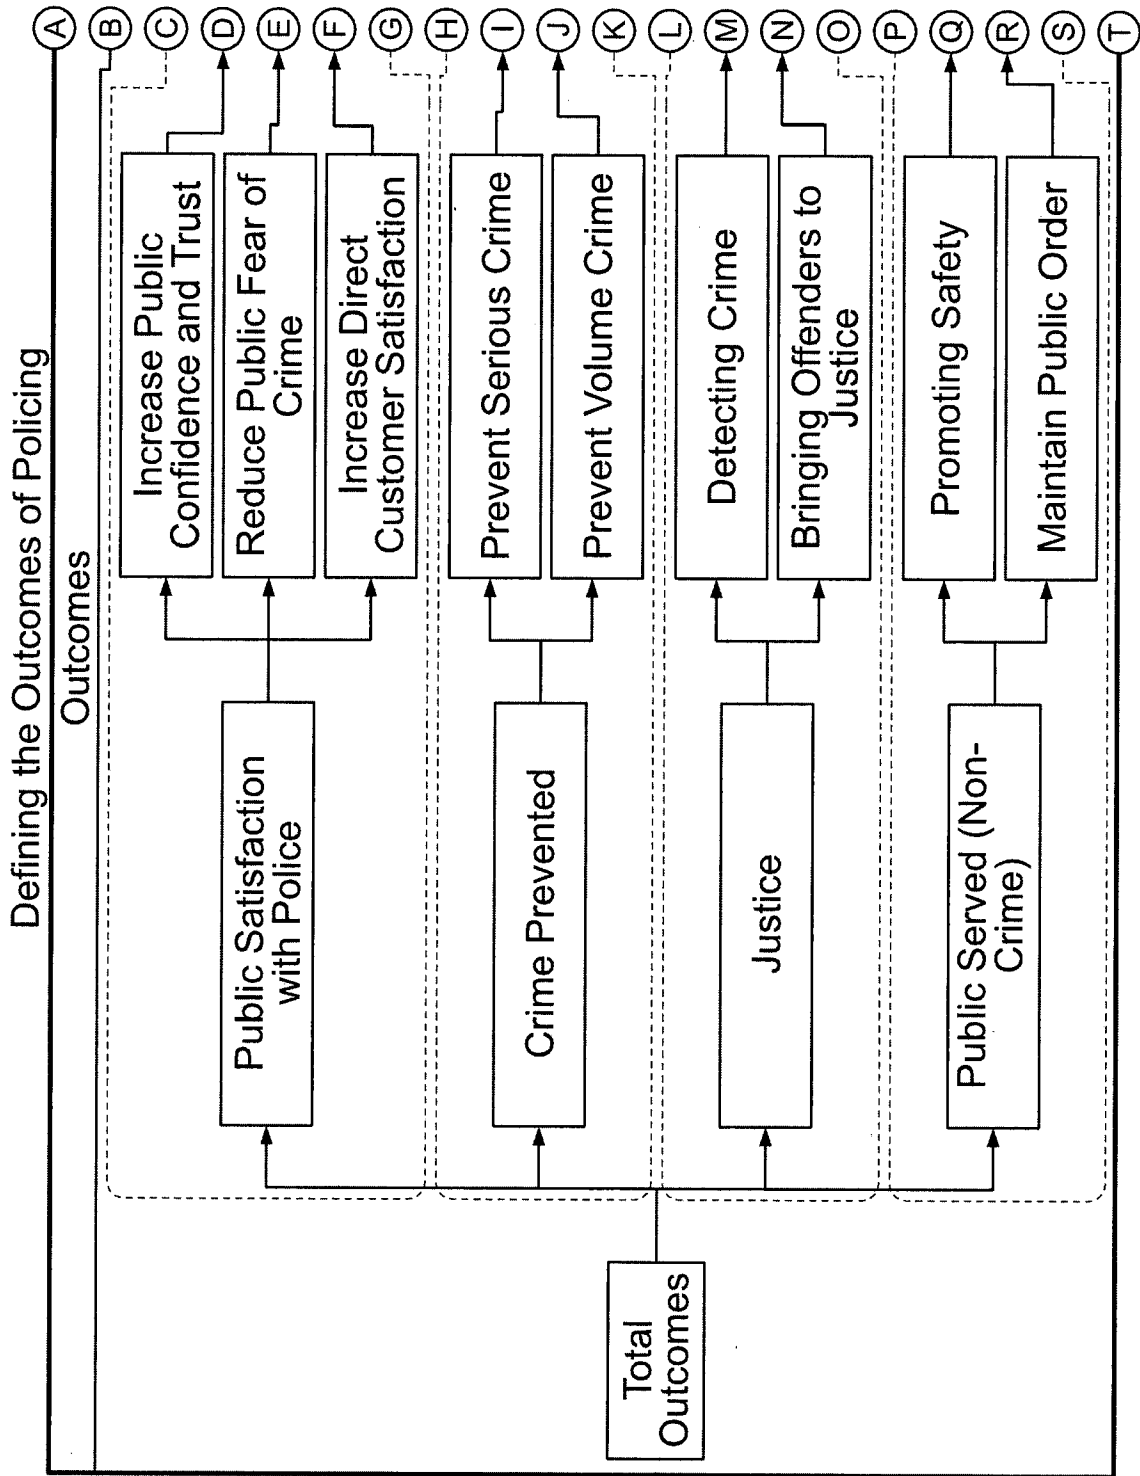 Defining the Outcomes of Policing
Outcomes
Total
Outcomes
Public Satisfaction
with Police
Increase Public
Confidence and Trust
Reduce Public Fear of
Crime
Increase Direct
Customer Satisfaction
Crime Prevented
Prevent Serious Crime
Prevent Volume Crime
Justice
Detecting Crime
Bringing Offenders to
Justice
Public Served (Non-
Crime)
Promoting Safety
Maintain Public Order
A
B
C
D
E
F
G
H
I
J
K
L
M
N
O
P
Q
R
S
T